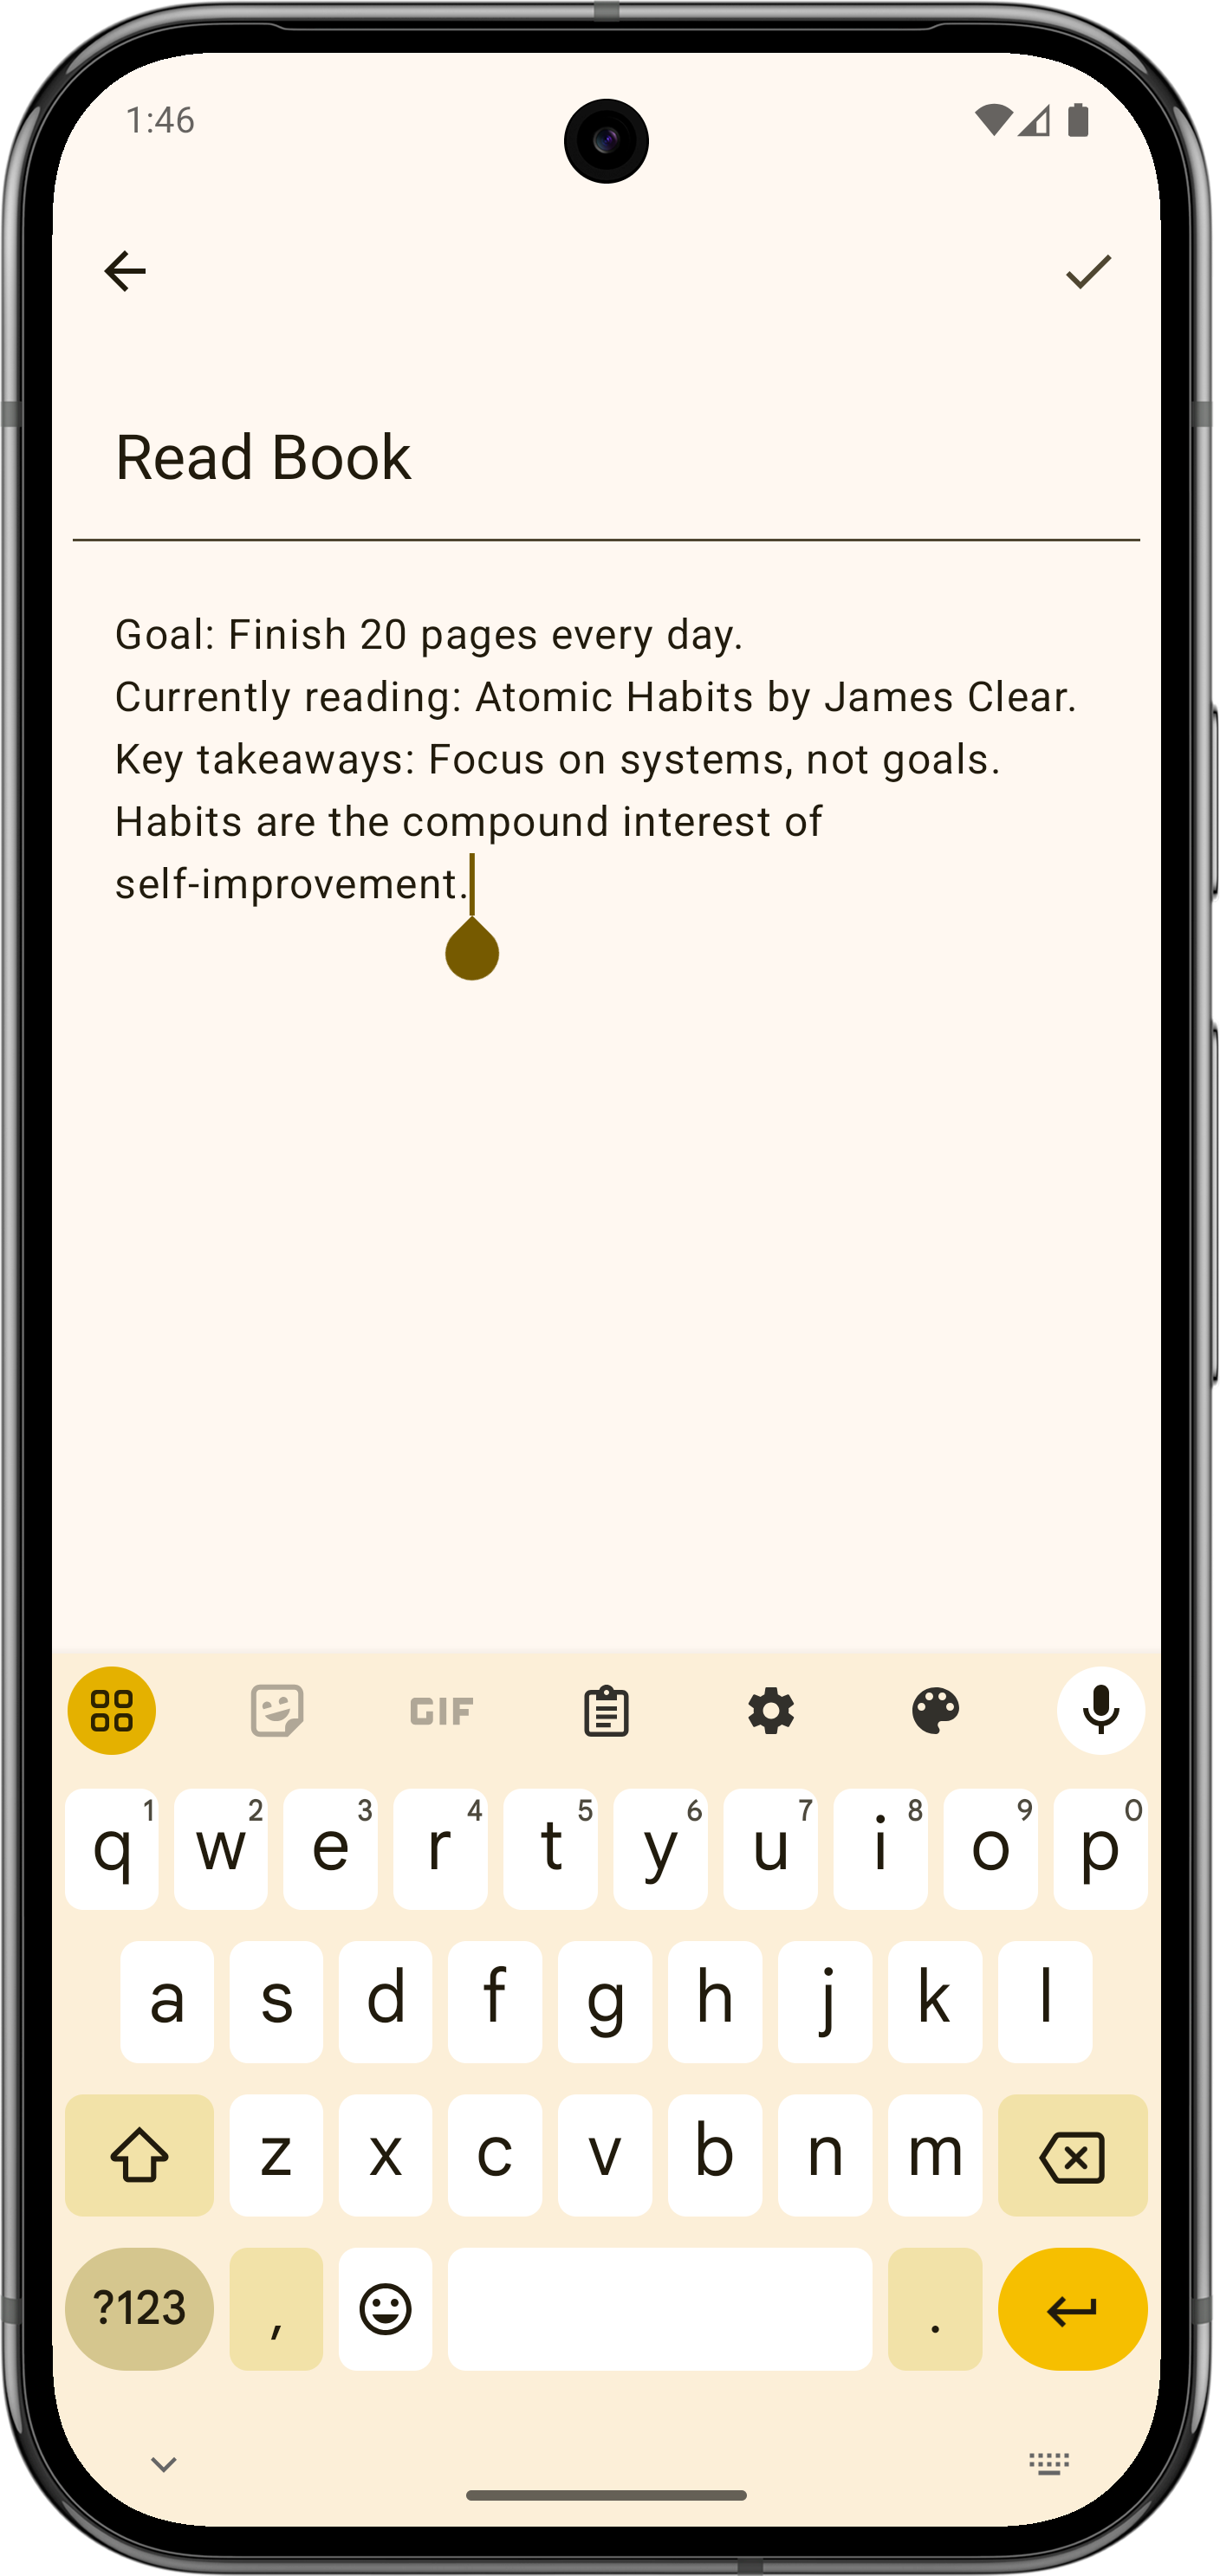 1:46
Read Book
Goal: Finish 20 pages every day.
Currently reading: Atomic Habits by James Clear.
Key takeaways: Focus on systems, not goals.
Habits are the compound interest of
self-improvement.
GIF
q 1 w 2 e 3 r 4 t 5 y 6 u 7 i 8 o 9 p 0
a s d f g h j k l
z x c v b n m
?123 , .